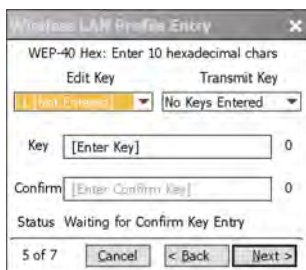 Wireless LAN Profile Entry
WEP-40 Hex: Enter 10 hexadecimal chars
Edit Key Transmit Key
1 [Not Entered] No Keys Entered
Key [Enter Key] 0
Confirm [Enter Confirm Key] 0
Status Waiting for Confirm Key Entry
5 of 7 Cancel < Back Next >